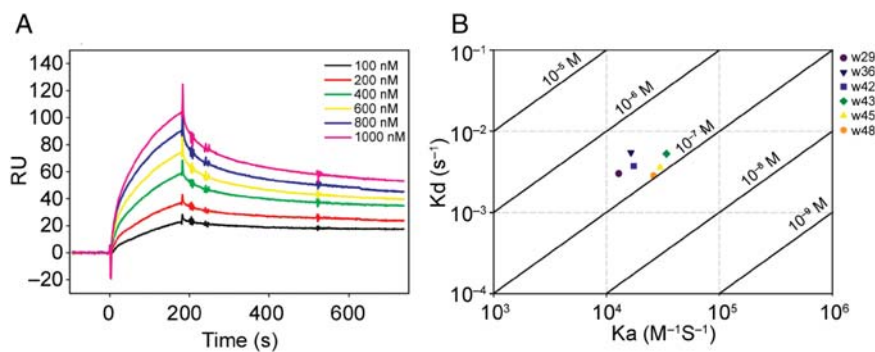 A
140
120
100
80
60
40
20
0
–20
RU
0
200
400
600
Time (s)
100 nM
200 nM
400 nM
600 nM
800 nM
1000 nM
B
10⁻¹
10⁻²
10⁻³
10⁻⁴
Kd (s⁻¹)
10⁻⁵ M
10⁻⁶ M
10⁻⁷ M
10⁻⁸ M
10⁻⁹ M
10³
10⁴
10⁵
10⁶
Ka (M⁻¹S⁻¹)
w29
w36
w42
w43
w45
w48